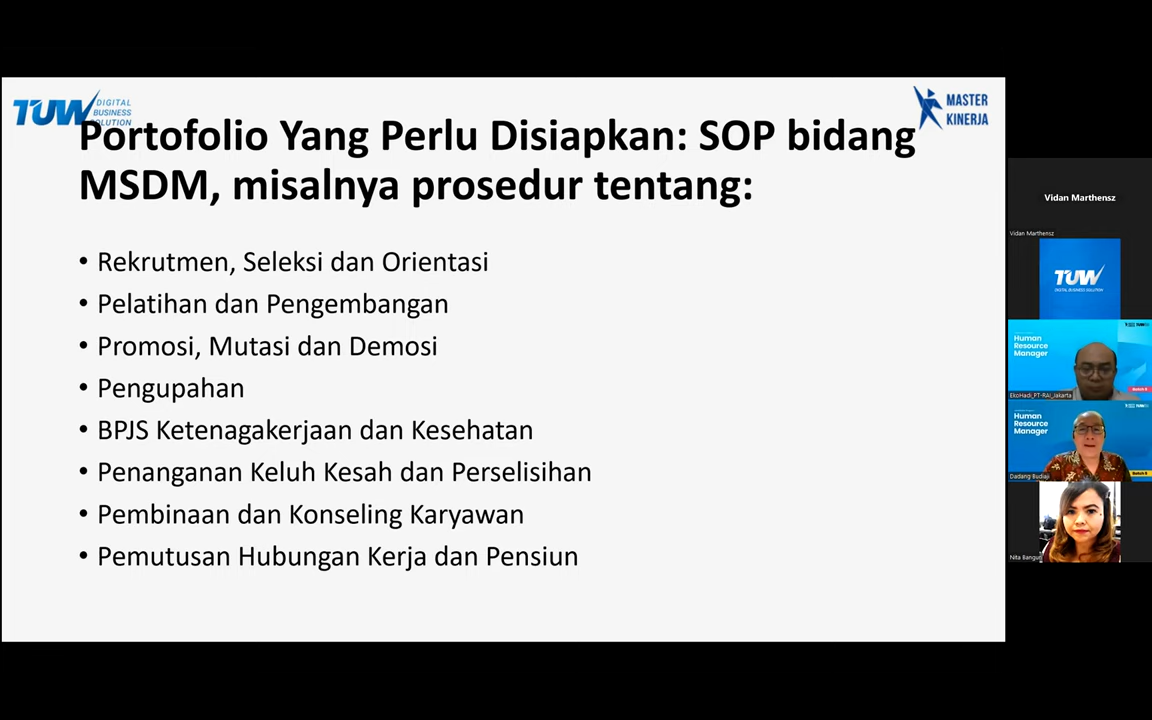 TUW DIGITAL
BUSINESS
SOLUTION
MASTER
KINERJA
Portofolio Yang Perlu Disiapkan: SOP bidang
MSDM, misalnya prosedur tentang:
• Rekrutmen, Seleksi dan Orientasi
• Pelatihan dan Pengembangan
• Promosi, Mutasi dan Demosi
• Pengupahan
• BPJS Ketenagakerjaan dan Kesehatan
• Penanganan Keluh Kesah dan Perselisihan
• Pembinaan dan Konseling Karyawan
• Pemutusan Hubungan Kerja dan Pensiun
Vidan Marthensz
Vidan Marthensz
TUW
DIGITAL BUSINESS SOLUTION
Human
Resource
Manager
EkoHadi_PT-RAI_Jakarta
Human
Resource
Manager
Dadang Budiaji
Nita Bangun